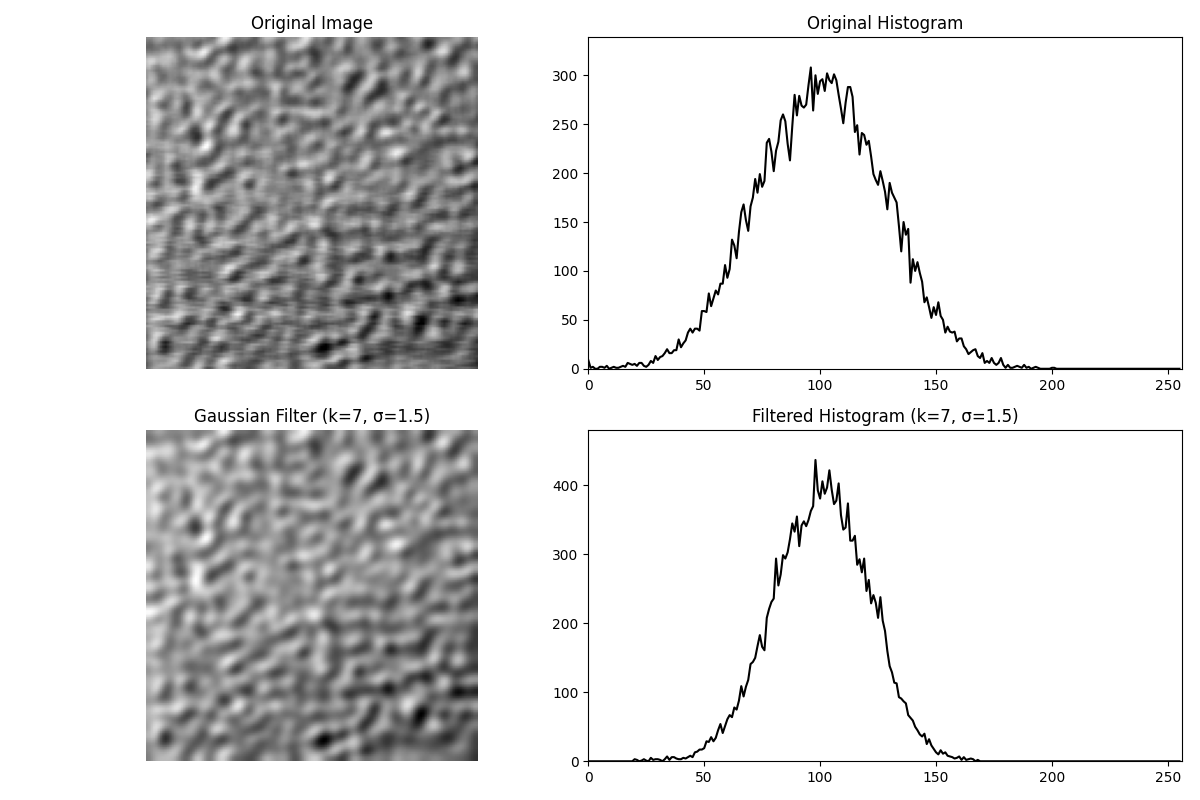 Original Image
Original Histogram
300
250
200
150
100
50
0
0 50 100 150 200 250
Gaussian Filter (k=7, σ=1.5)
Filtered Histogram (k=7, σ=1.5)
400
300
200
100
0
0 50 100 150 200 250